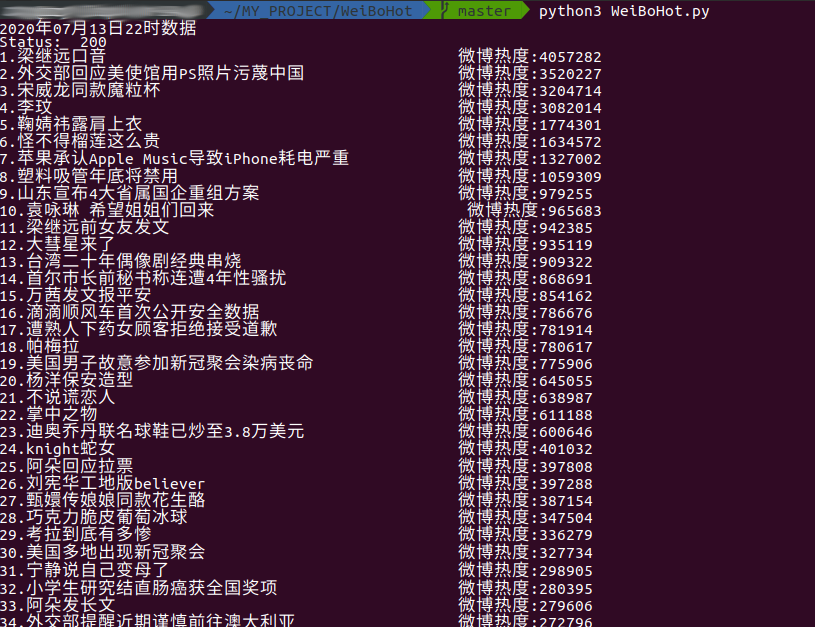 ~/MY_PROJECT/WeiBoHot master python3 WeiBoHot.py
2020年07月13日22时数据
Status: 200
1.梁继远口音 微博热度:4057282
2.外交部回应美使馆用PS照片污蔑中国 微博热度:3520227
3.宋威龙同款魔粒杯 微博热度:3204714
4.李玟 微博热度:3082014
5.鞠婧祎露肩上衣 微博热度:1774301
6.怪不得榴莲这么贵 微博热度:1634572
7.苹果承认Apple Music导致iPhone耗电严重 微博热度:1327002
8.塑料吸管年底将禁用 微博热度:1059309
9.山东宣布4大省属国企重组方案 微博热度:979255
10.袁咏琳 希望姐姐们回来 微博热度:965683
11.梁继远前女友发文 微博热度:942385
12.大彗星来了 微博热度:935119
13.台湾二十年偶像剧经典串烧 微博热度:909322
14.首尔市长前秘书称连遭4年性骚扰 微博热度:868691
15.万茜发文报平安 微博热度:854162
16.滴滴顺风车首次公开安全数据 微博热度:786676
17.遭熟人下药女顾客拒绝接受道歉 微博热度:781914
18.帕梅拉 微博热度:780617
19.美国男子故意参加新冠聚会染病丧命 微博热度:775906
20.杨洋保安造型 微博热度:645055
21.不说谎恋人 微博热度:638987
22.掌中之物 微博热度:611188
23.迪奥乔丹联名球鞋已炒至3.8万美元 微博热度:600646
24.knight蛇女 微博热度:401032
25.阿朵回应拉票 微博热度:397808
26.刘宪华工地版believer 微博热度:397288
27.甄嬛传娘娘同款花生酪 微博热度:387154
28.巧克力脆皮葡萄冰球 微博热度:347504
29.考拉到底有多惨 微博热度:336279
30.美国多地出现新冠聚会 微博热度:327734
31.宁静说自己变母了 微博热度:298905
32.小学生研究结直肠癌获全国奖项 微博热度:280395
33.阿朵发长文 微博热度:279606
34.外交部提醒近期谨慎前往澳大利亚 微博热度:272796